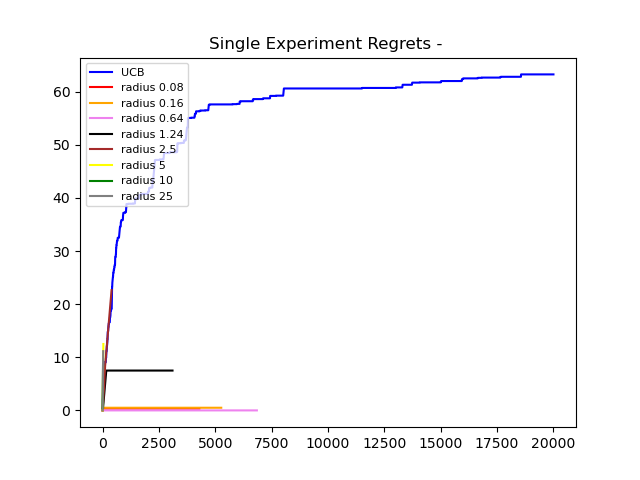 Single Experiment Regrets -
UCB
radius 0.08
radius 0.16
radius 0.64
radius 1.24
radius 2.5
radius 5
radius 10
radius 25
60
50
40
30
20
10
0
0 2500 5000 7500 10000 12500 15000 17500 20000